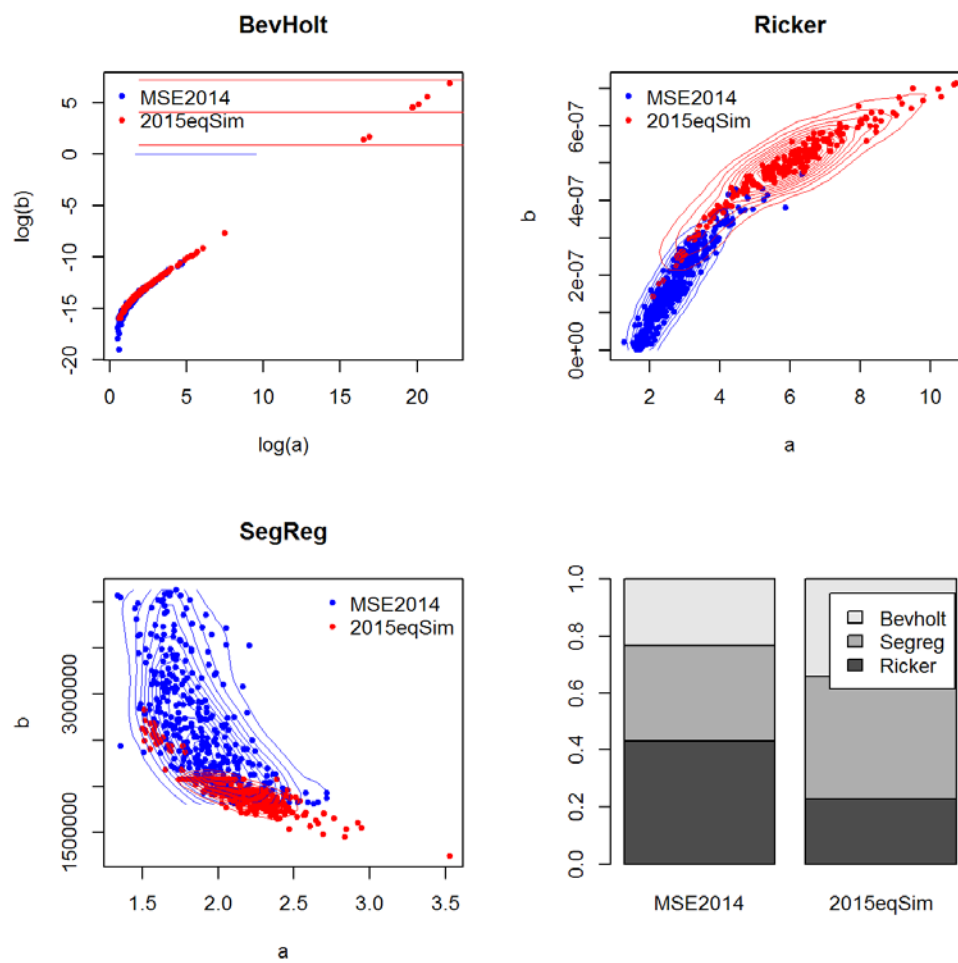 BevHolt
MSE2014
2015eqSim
log(b)
5
0
-5
-10
-15
-20
0
5
10
15
20
log(a)
Ricker
MSE2014
2015eqSim
b
6e-07
4e-07
2e-07
0e+00
2
4
6
8
10
a
SegReg
MSE2014
2015eqSim
b
3000000
1500000
1.5
2.0
2.5
3.0
3.5
a
1.0
0.8
0.6
0.4
0.2
0.0
Bevholt
Segreg
Ricker
MSE2014
2015eqSim